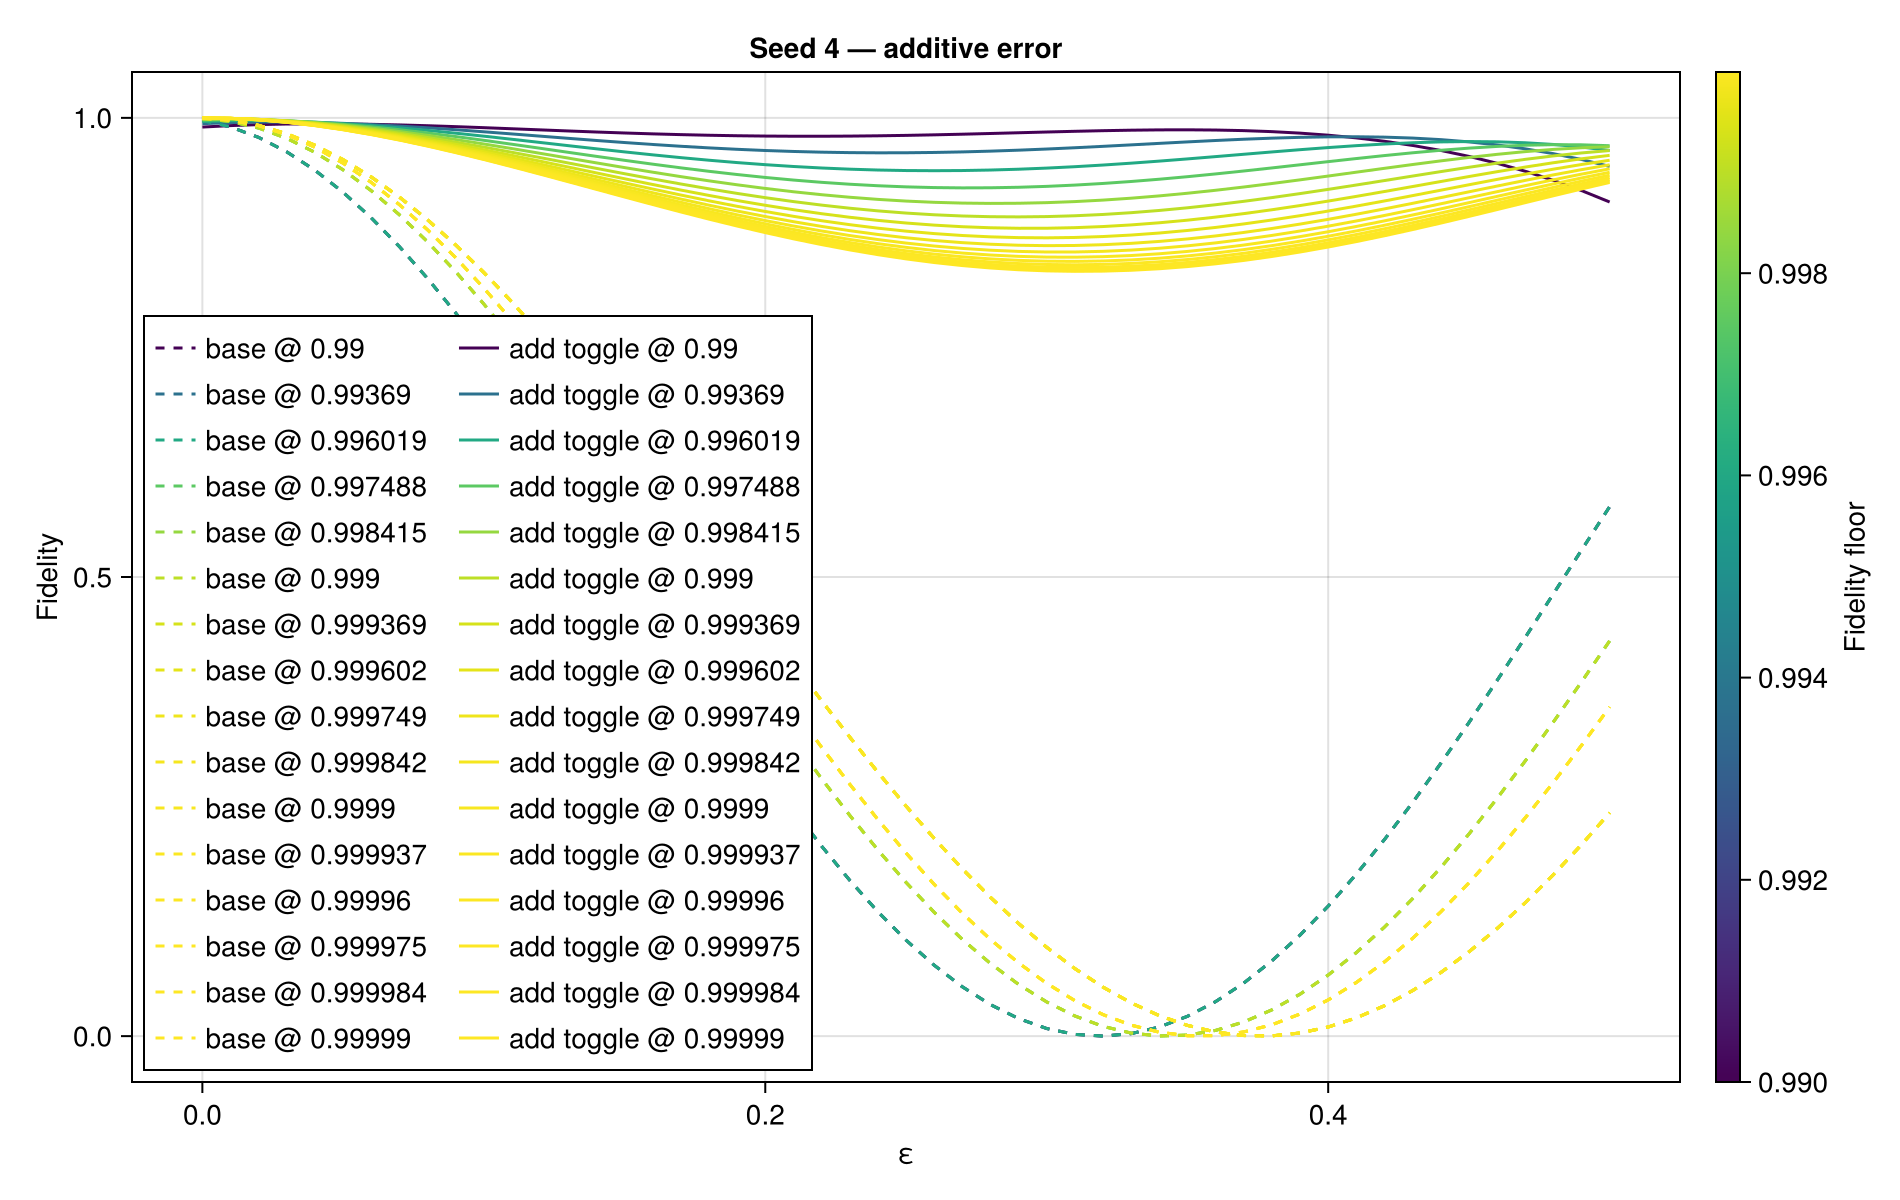 Seed 4 — additive error
Fidelity
1.0
0.5
0.0
base @ 0.99
base @ 0.99369
base @ 0.996019
base @ 0.997488
base @ 0.998415
base @ 0.999
base @ 0.999369
base @ 0.999602
base @ 0.999749
base @ 0.999842
base @ 0.9999
base @ 0.999937
base @ 0.99996
base @ 0.999975
base @ 0.999984
base @ 0.99999
add toggle @ 0.99
add toggle @ 0.99369
add toggle @ 0.996019
add toggle @ 0.997488
add toggle @ 0.998415
add toggle @ 0.999
add toggle @ 0.999369
add toggle @ 0.999602
add toggle @ 0.999749
add toggle @ 0.999842
add toggle @ 0.9999
add toggle @ 0.999937
add toggle @ 0.99996
add toggle @ 0.999975
add toggle @ 0.999984
add toggle @ 0.99999
0.0
0.2
0.4
ε
0.998
0.996
0.994
0.992
0.990
Fidelity floor